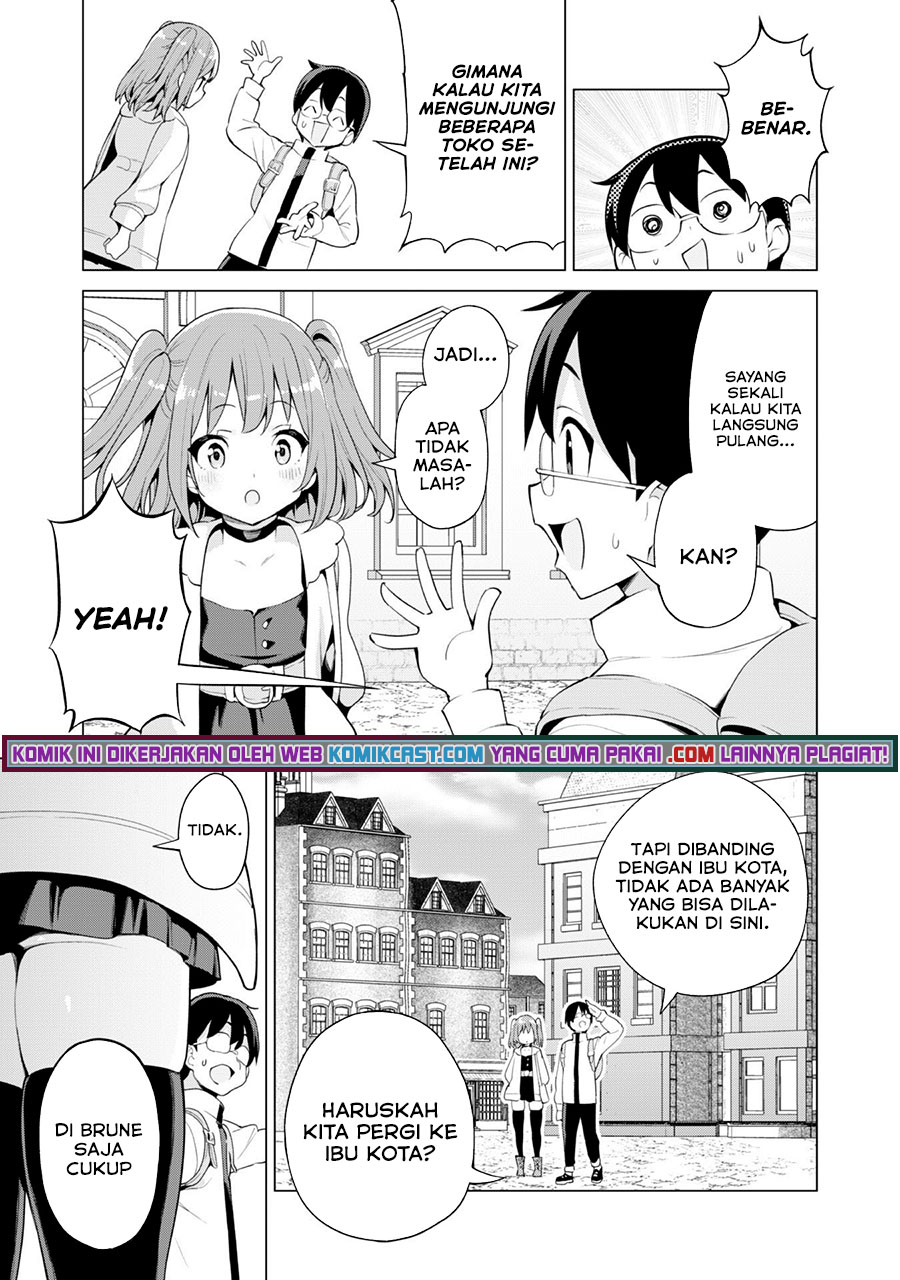 BE-
BENAR.
GIMANA
KALAU KITA
MENGUNJUNGI
BEBERAPA
TOKO SE-
TELAH INI?
SAYANG
SEKALI
KALAU KITA
LANGSUNG
PULANG...
KAN?
JADI...
APA
TIDAK
MASA-
LAH?
YEAH!
KOMIK INI DIKERJAKAN OLEH WEB KOMIKCAST.COM YANG CUMA PAKAI .COM LAINNYA PLAGIAT!
TAPI DIBANDING
DENGAN IBU KOTA,
TIDAK ADA BANYAK
YANG BISA DILA-
KUKAN DI SINI.
HARUSKAH
KITA PERGI KE
IBU KOTA?
TIDAK.
DI BRUNE
SAJA
CUKUP